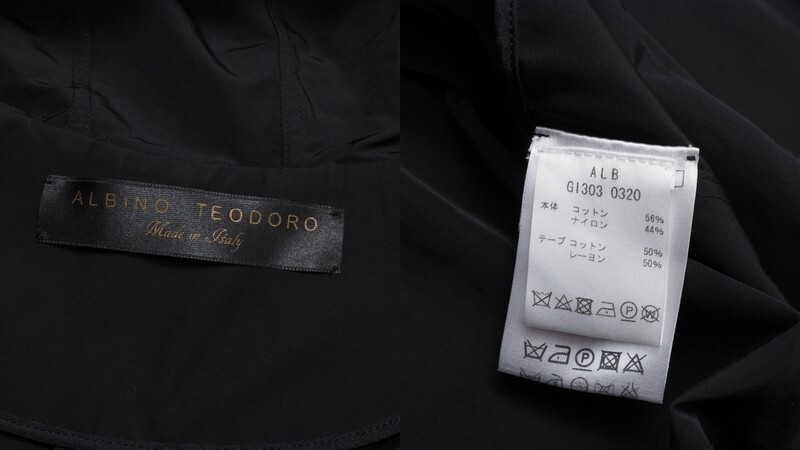 ALBINO TEODORO
Made in Italy
ALB
GI303 0320
本体 コットン 56%
ナイロン 44%
テープ コットン 50%
レーヨン 50%